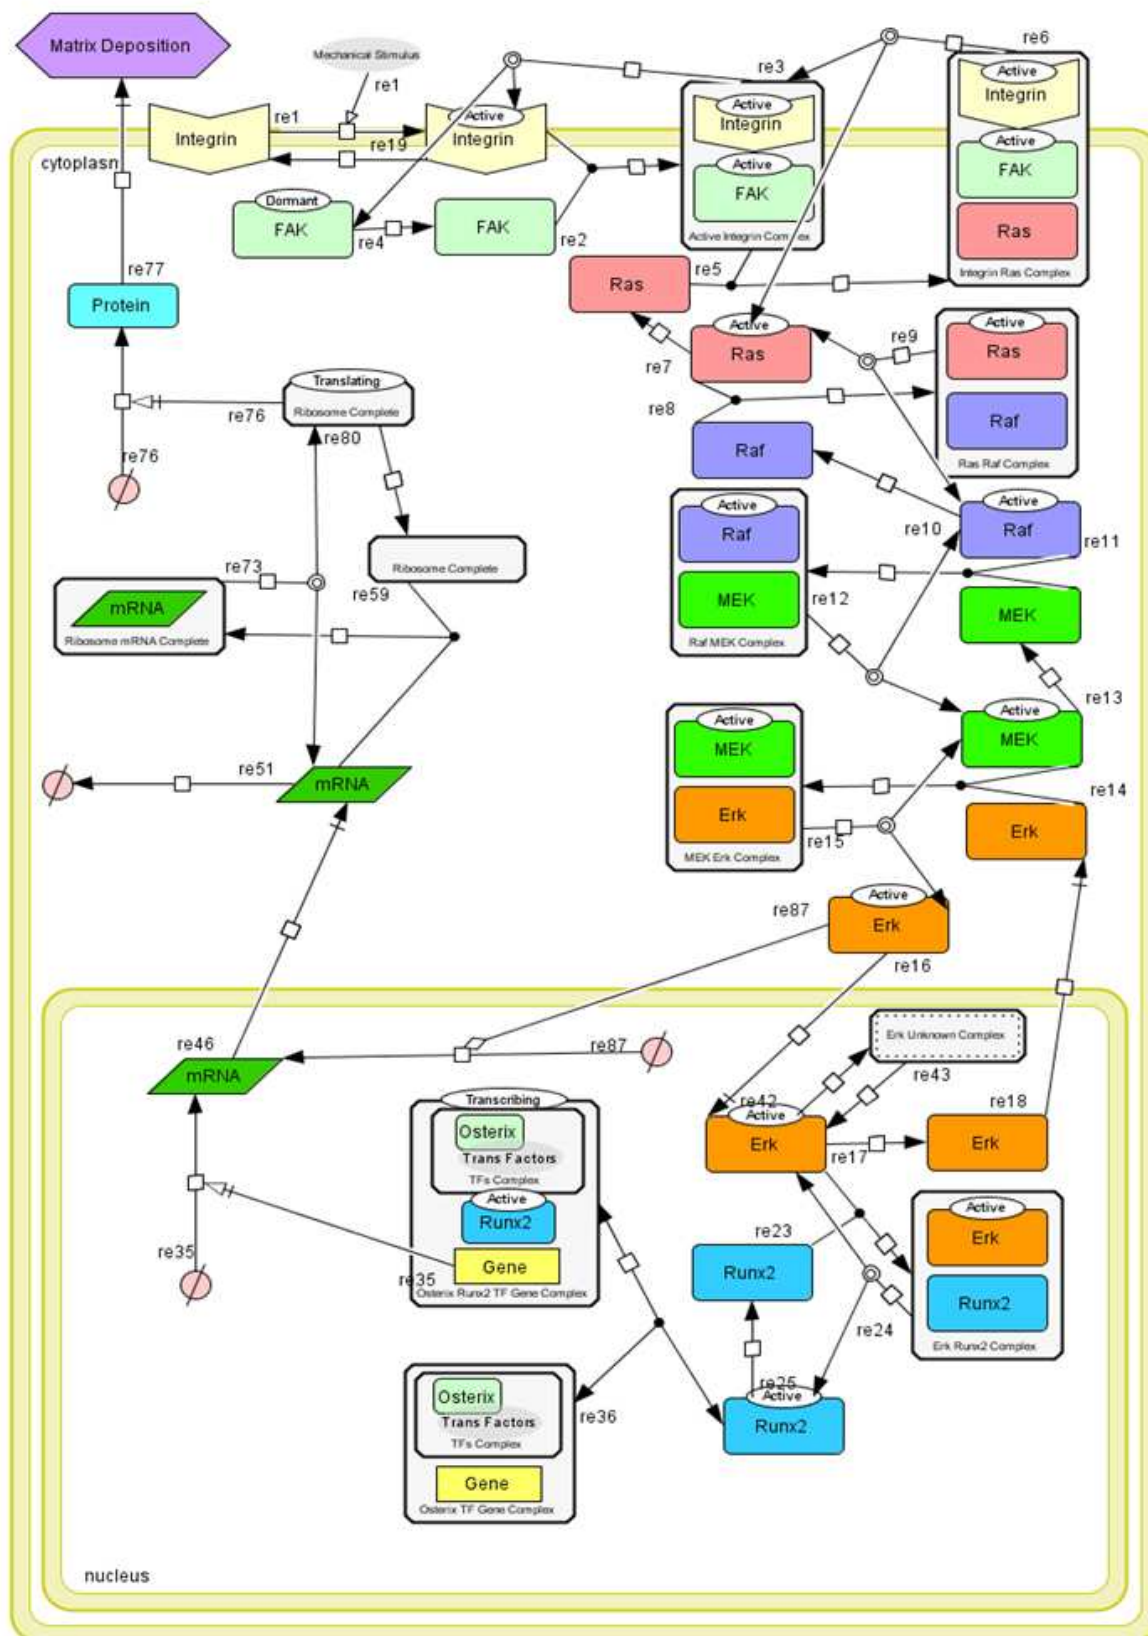 Matrix Deposition
Mechanical Stimulus
re3
re6
Active
Integrin
Active
Integrin
re1
re1
Integrin
Active
Integrin
re19
cytoplasn
Active
FAK
Active
FAK
Dormant
FAK
re4
FAK
re2
Active Integrin Complex
Ras
Integrin Ras Complex
re77
Ras
re5
Protein
Active
Ras
re7
re9
Active
Ras
Translating
Ribosome Complete
re76
re80
re8
Raf
Raf
Ras Raf Complex
re76
Active
Raf
Active
Raf
re10
re11
Ribosome Complete
re73
re59
mRNA
Ribosome mRNA Complete
MEK
Raf MEK Complex
re12
MEK
re13
Active
MEK
Active
MEK
re51
mRNA
Erk
MEK Erk Complex
re14
re15
Erk
Active
Erk
re87
re16
Erk Unknown Complex
re46
mRNA
re87
re43
re42
Active
Erk
re17
re18
Erk
Transcribing
Osterix
Trans Factors
TFs Complex
Active
Runx2
Gene
Osterix Runx2 TF Gene Complex
re35
re35
re23
Runx2
Active
Erk
Runx2
Erk Runx2 Complex
re24
re25
Active
Runx2
Osterix
Trans Factors
TFs Complex
re36
Gene
Osterix TF Gene Complex
nucleus